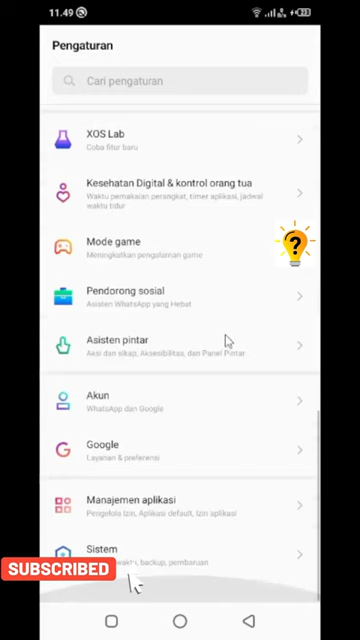 11.49
Pengaturan
Cari pengaturan
XOS Lab
Coba fitur baru
Kesehatan Digital & kontrol orang tua
Waktu pemakaian perangkat, timer aplikasi, jadwal
waktu tidur
Mode game
Meningkatkan pengalaman game
?
Pendorong sosial
Asisten WhatsApp yang Hebat
Asisten pintar
Aksi dan sikap, Aksesibilitas, dan Panel Pintar
Akun
WhatsApp dan Google
Google
Layanan & preferensi
Manajemen aplikasi
Pengelola Izin, Aplikasi default, Izin aplikasi
Sistem
backup, pembaruan
SUBSCRIBED